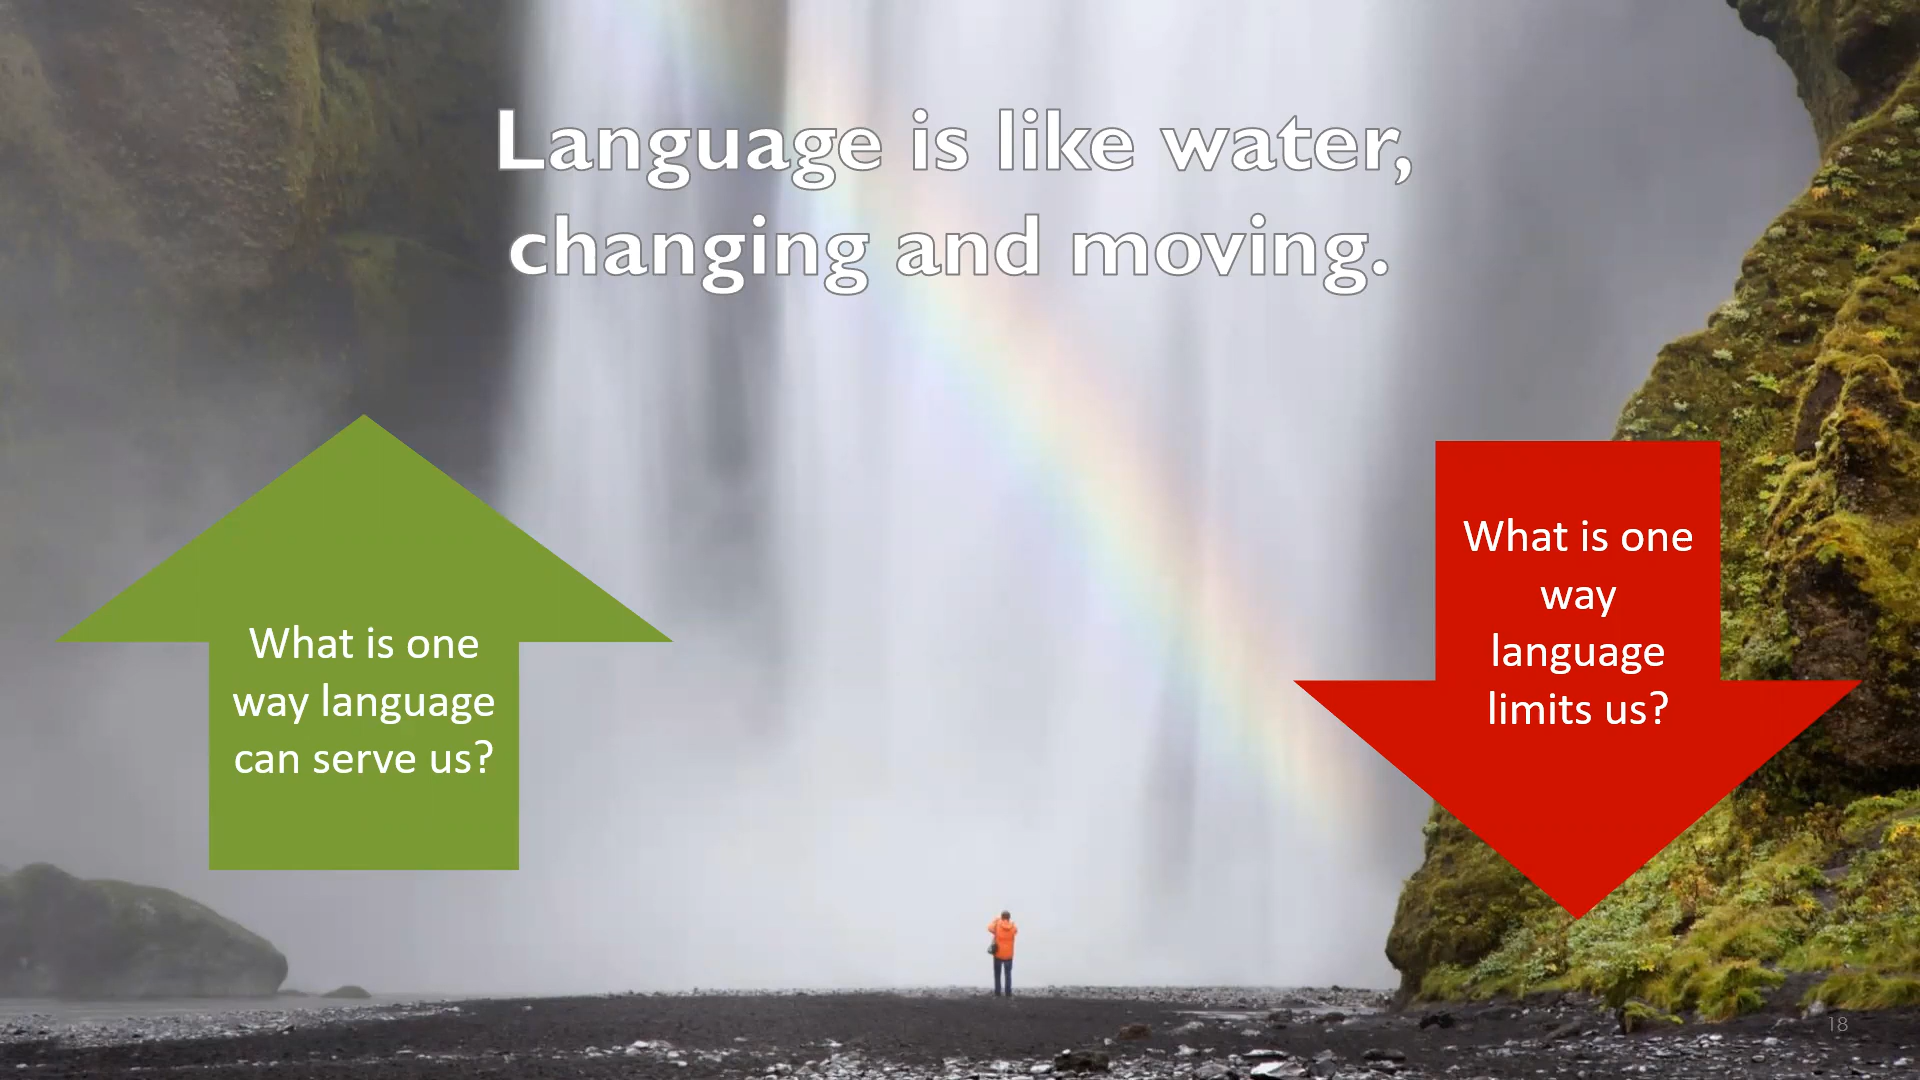 Language is like water,
changing and moving.
What is one
way language
can serve us?
What is one
way
language
limits us?
18